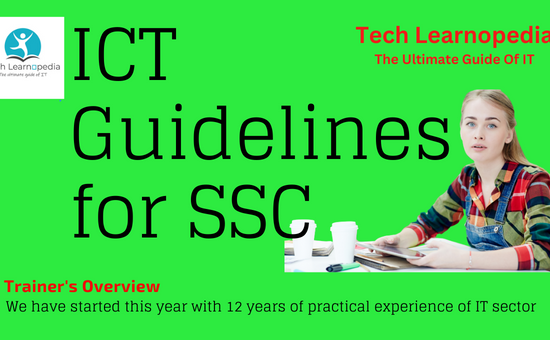 ICT
Guidelines
for SSC
Tech Learnopedia
The Ultimate Guide Of IT
h Learnopedia
The ultimate guide of IT
Trainer's Overview
We have started this year with 12 years of practical experience of IT sector